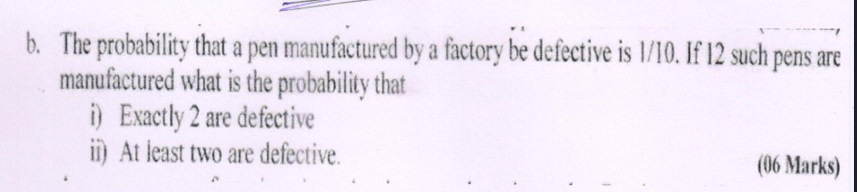 b. The probability that a pen manufactured by a factory be defective is 1/10. If 12 such pens are
manufactured what is the probability that
i) Exactly 2 are defective
ii) At least two are defective.
(06 Marks)